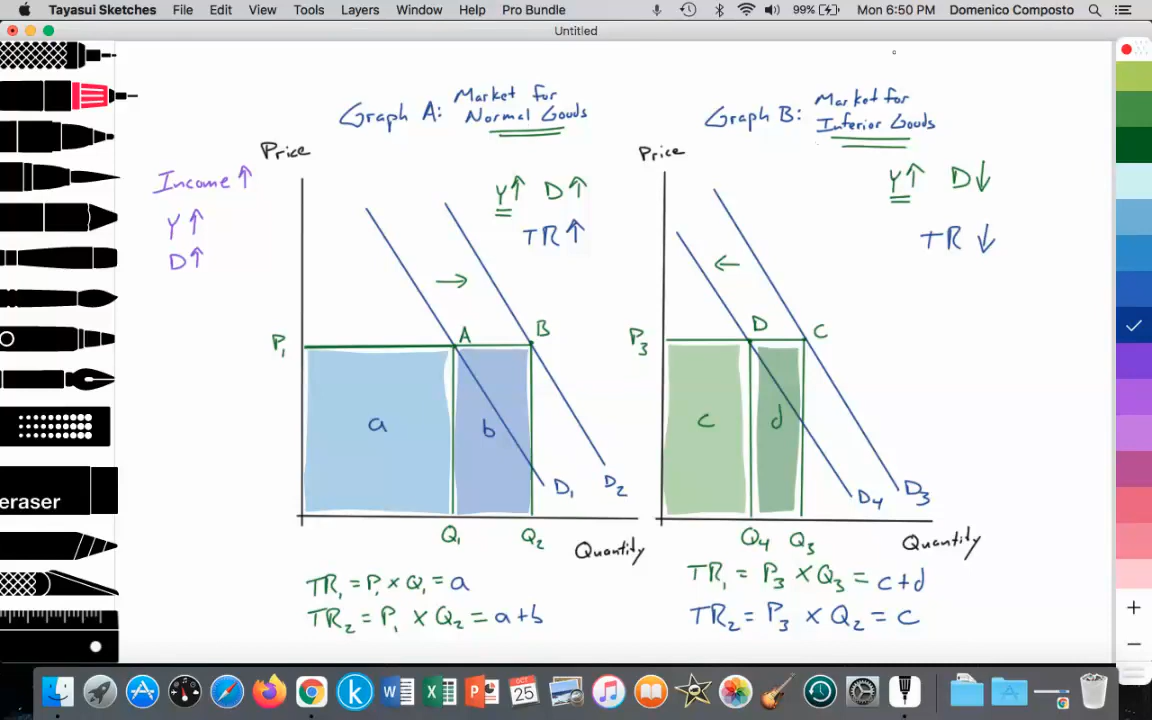 Tayasui Sketches File Edit View Tools Layers Window Help Pro Bundle 99% Mon 6:50 PM Domenico Composto
Untitled
Graph A: Market for
Normal Goods
Graph B: Market for
Inferior Goods
Price
Price
Income ↑
Y↑
D↑
Y↑ D↑
TR↑
Y↑ D↓
TR ↓
→
←
P₁
A
B
P₃
D
C
a
b
c
d
D₁
D₂
D₄
D₃
Q₁
Q₂
Quantity
Q₄
Q₃
Quantity
TR₁ = P₁ × Q₁ = a
TR₂ = P₁ × Q₂ = a+b
TR₁ = P₃ × Q₃ = c+d
TR₂ = P₃ × Q₂ = c
eraser
OCT
25